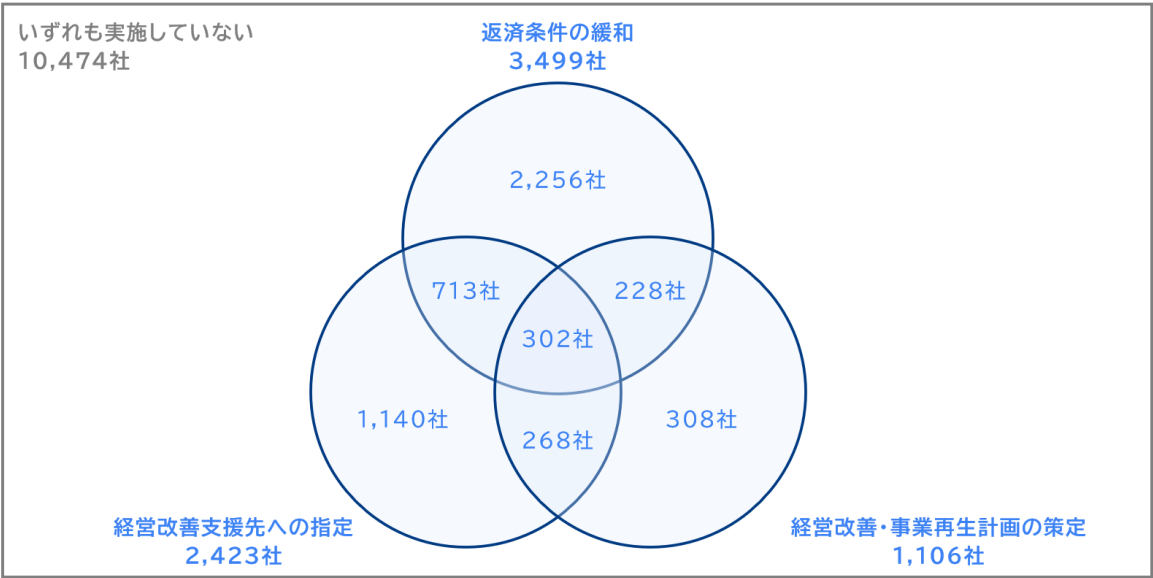 いずれも実施していない
10,474社
返済条件の緩和
3,499社
2,256社
713社
228社
302社
1,140社
308社
268社
経営改善支援先への指定
2,423社
経営改善・事業再生計画の策定
1,106社